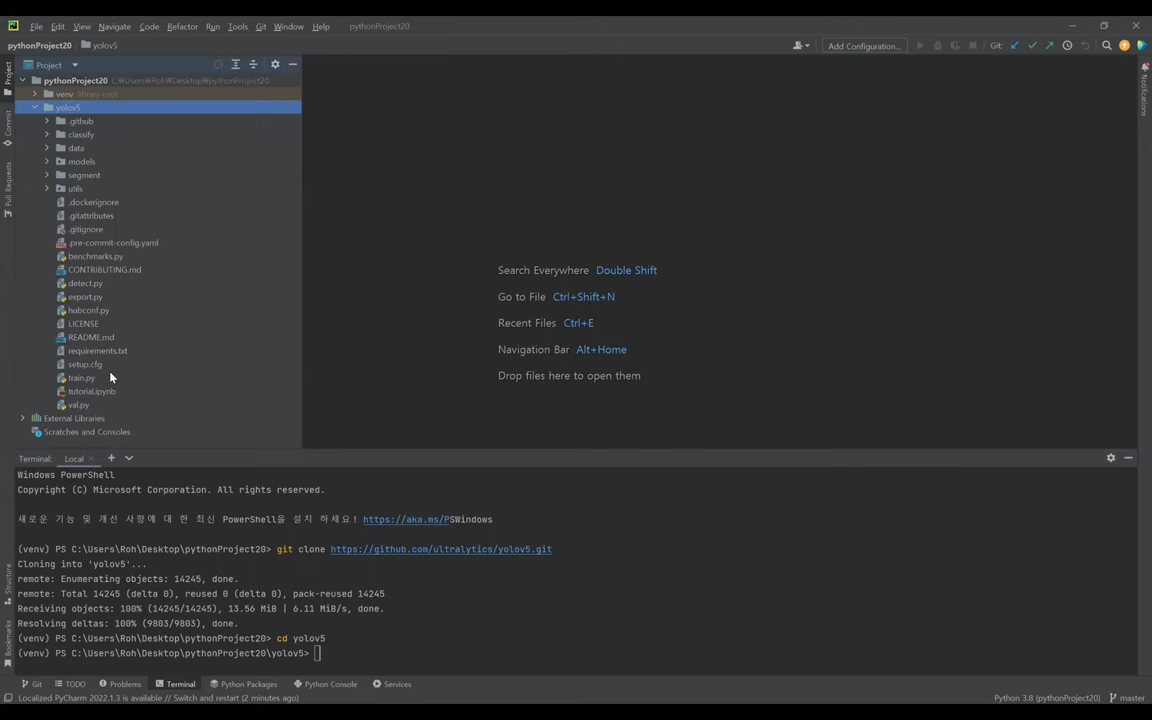 File Edit View Navigate Code Refactor Run Tools Git Window Help pythonProject20
pythonProject20 yolov5 Add Configuration... Git:
Project
pythonProject20 C:₩Users₩Roh₩Desktop₩pythonProject20
venv library root
yolov5
.github
classify
data
models
segment
utils
.dockerignore
.gitattributes
.gitignore
.pre-commit-config.yaml
benchmarks.py
CONTRIBUTING.md
detect.py
export.py
hubconf.py
LICENSE
README.md
requirements.txt
setup.cfg
train.py
tutorial.ipynb
val.py
External Libraries
Scratches and Consoles
Project
Commit
Pull Requests
Structure
Bookmarks
Notifications
Search Everywhere Double Shift
Go to File Ctrl+Shift+N
Recent Files Ctrl+E
Navigation Bar Alt+Home
Drop files here to open them
Terminal: Local
Windows PowerShell
Copyright (C) Microsoft Corporation. All rights reserved.
새로운 기능 및 개선 사항에 대 한 최신 PowerShell을 설치 하세요! https://aka.ms/PSWindows
(venv) PS C:\Users\Roh\Desktop\pythonProject20> git clone https://github.com/ultralytics/yolov5.git
Cloning into 'yolov5'...
remote: Enumerating objects: 14245, done.
remote: Total 14245 (delta 0), reused 0 (delta 0), pack-reused 14245
Receiving objects: 100% (14245/14245), 13.56 MiB | 6.11 MiB/s, done.
Resolving deltas: 100% (9803/9803), done.
(venv) PS C:\Users\Roh\Desktop\pythonProject20> cd yolov5
(venv) PS C:\Users\Roh\Desktop\pythonProject20\yolov5>
Git TODO Problems Terminal Python Packages Python Console Services
Localized PyCharm 2022.1.3 is available // Switch and restart (2 minutes ago) Python 3.8 (pythonProject20) master